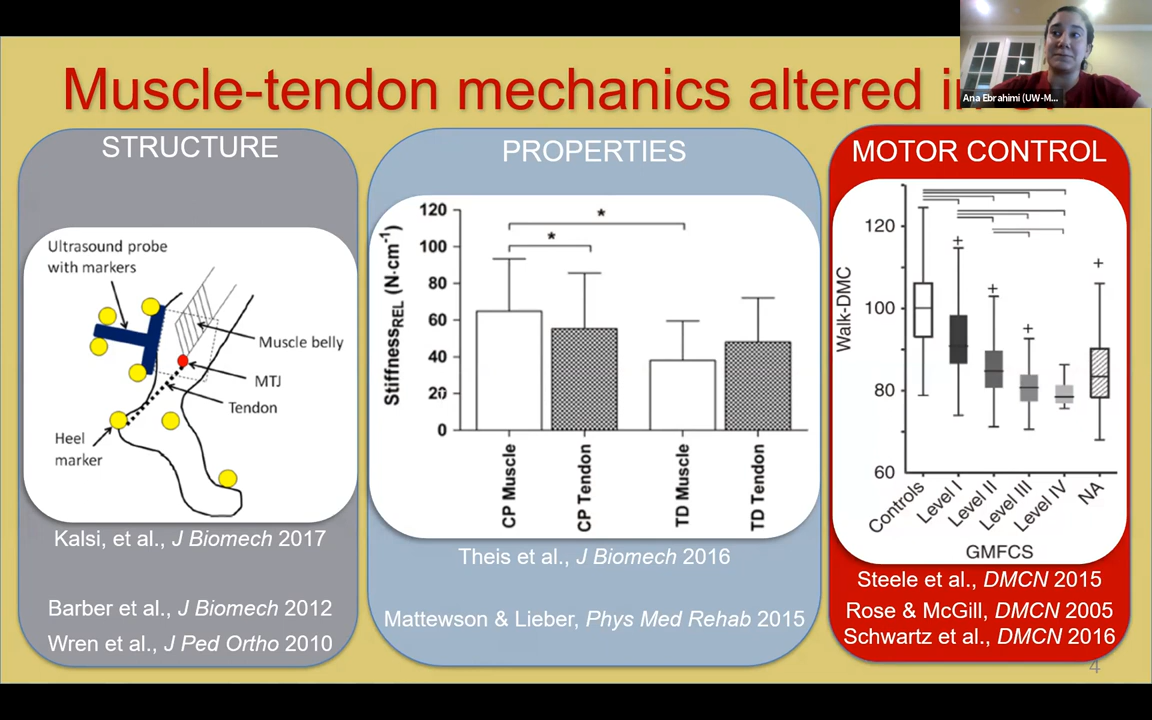 Muscle-tendon mechanics altered in
Ana Ebrahimi (UW-M...
STRUCTURE
Ultrasound probe
with markers
Muscle belly
MTJ
Tendon
Heel
marker
Kalsi, et al., J Biomech 2017
Barber et al., J Biomech 2012
Wren et al., J Ped Ortho 2010
PROPERTIES
StiffnessREL (N·cm-1)
120
100
80
60
40
20
0
*
*
CP Muscle
CP Tendon
TD Muscle
TD Tendon
Theis et al., J Biomech 2016
Mattewson & Lieber, Phys Med Rehab 2015
MOTOR CONTROL
Walk-DMC
120
100
80
60
+
+
+
+
Controls
Level I
Level II
Level III
Level IV
NA
GMFCS
Steele et al., DMCN 2015
Rose & McGill, DMCN 2005
Schwartz et al., DMCN 2016
4